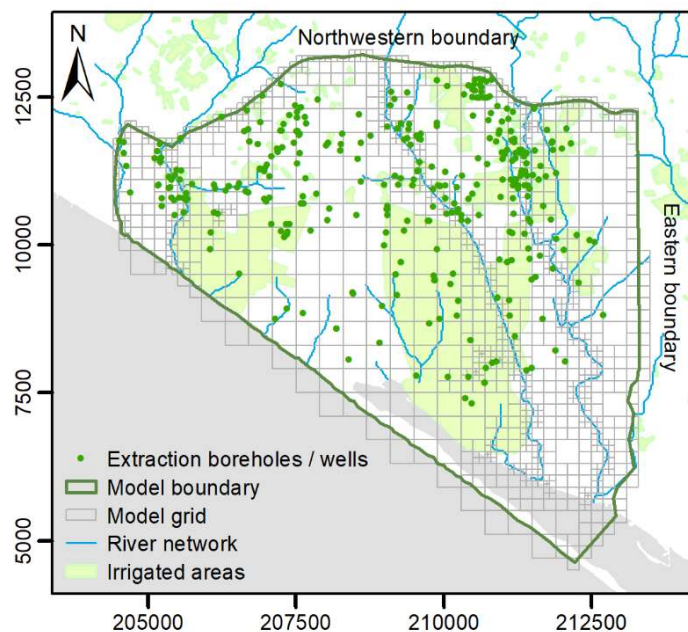 N
Northwestern boundary
12500
10000
7500
5000
Eastern boundary
Extraction boreholes / wells
Model boundary
Model grid
River network
Irrigated areas
205000 207500 210000 212500